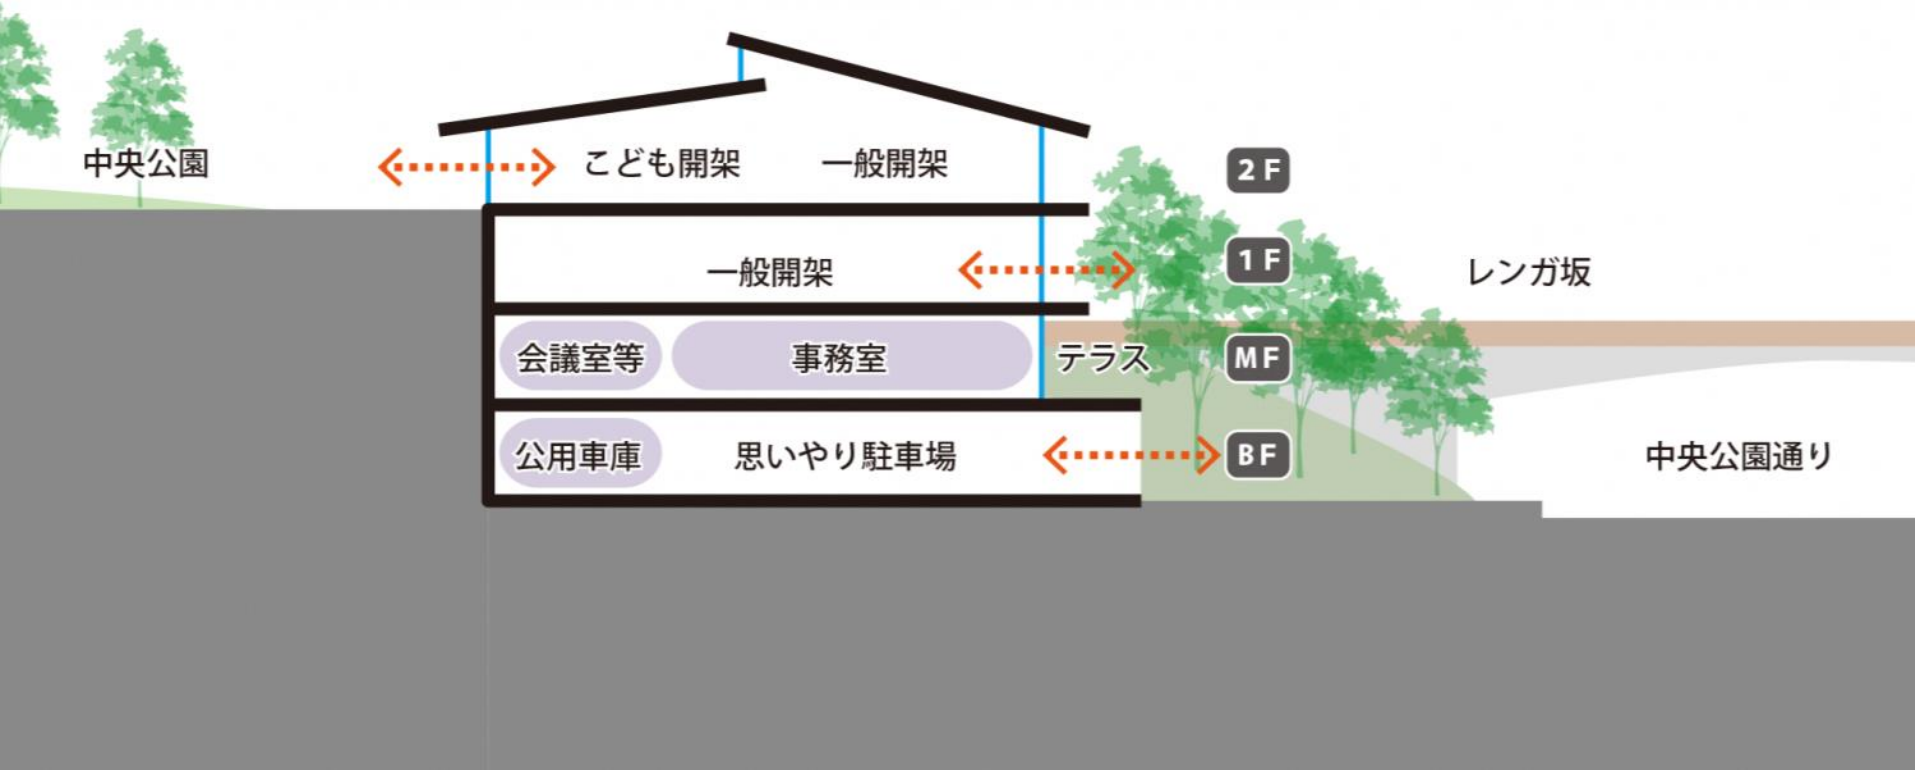 中央公園
こども開架 一般開架
2F
一般開架
1F
レンガ坂
会議室等 事務室 テラス
MF
公用車庫 思いやり駐車場
BF
中央公園通り